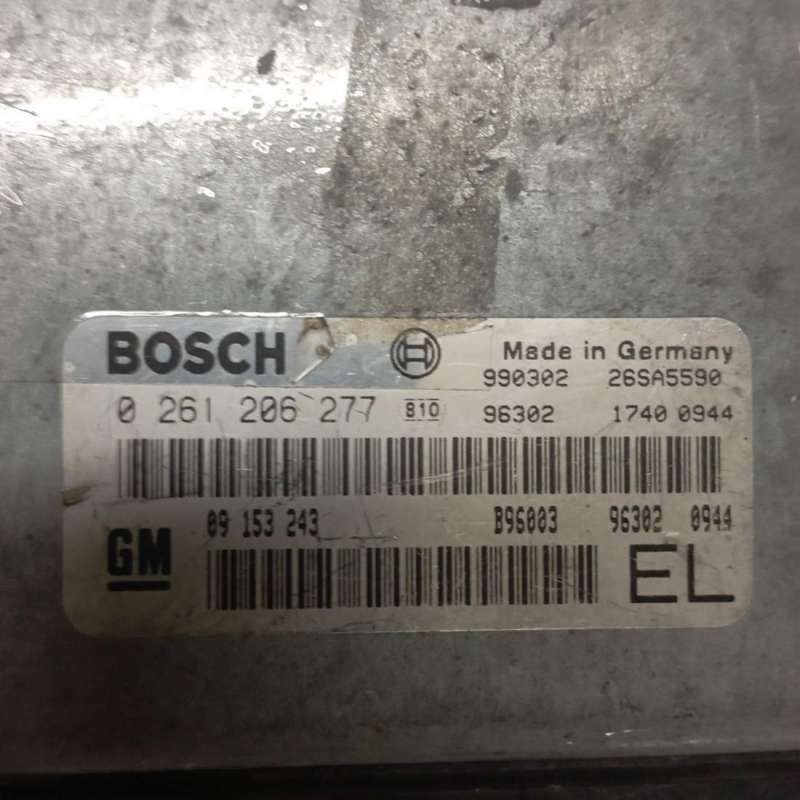 BOSCH Made in Germany
990302 26SA5590
0 261 206 277 810 96302 1740 0944
GM 09 153 243 B96003 96302 0944
EL